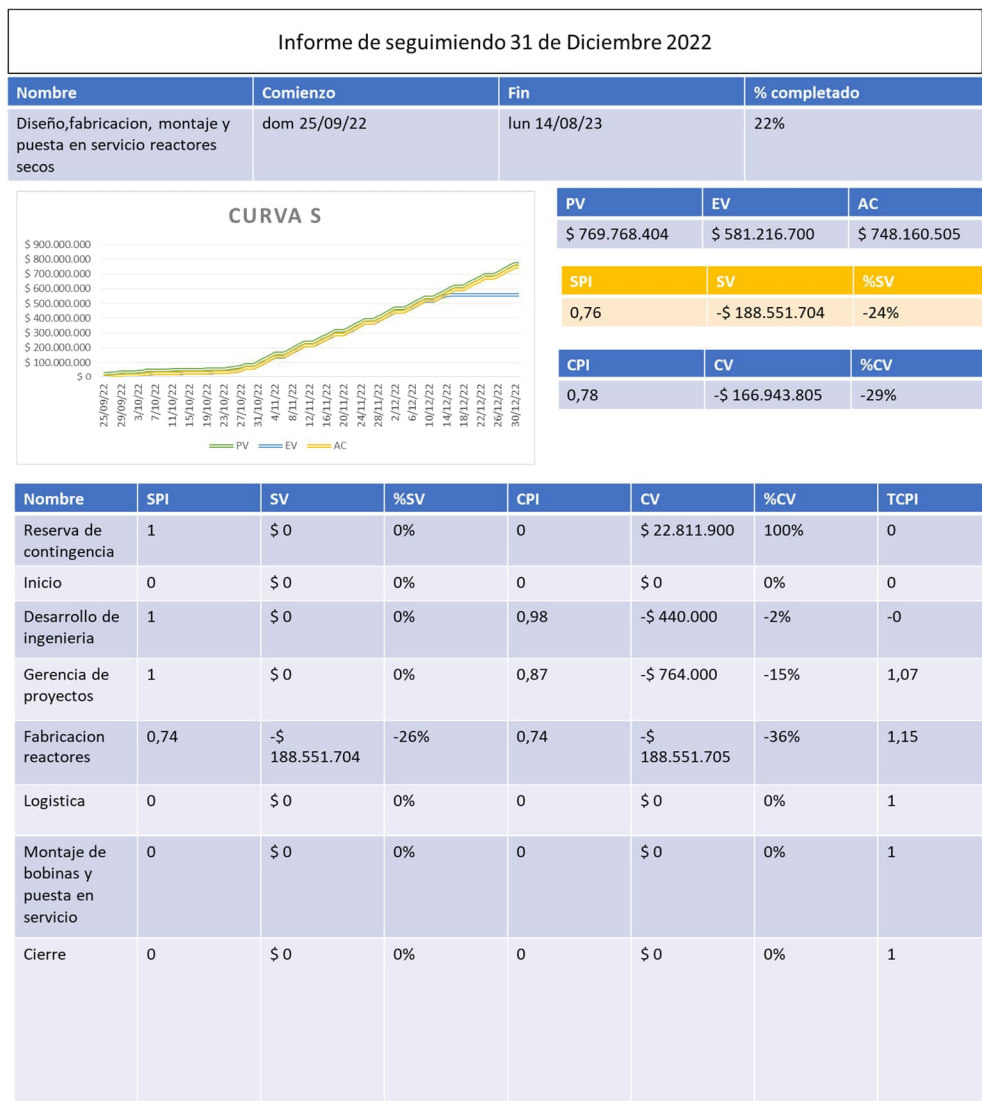 Informe de seguimiendo 31 de Diciembre 2022
Nombre Comienzo Fin % completado
Diseño,fabricacion, montaje y dom 25/09/22 lun 14/08/23 22%
puesta en servicio reactores
secos
CURVA S
$ 900.000.000
$ 800.000.000
$ 700.000.000
$ 600.000.000
$ 500.000.000
$ 400.000.000
$ 300.000.000
$ 200.000.000
$ 100.000.000
$ 0
25/09/22 29/09/22 3/10/22 7/10/22 11/10/22 15/10/22 19/10/22 23/10/22 27/10/22 31/10/22 4/11/22 8/11/22 12/11/22 16/11/22 20/11/22 24/11/22 28/11/22 2/12/22 6/12/22 10/12/22 14/12/22 18/12/22 22/12/22 26/12/22 30/12/22
PV EV AC
PV EV AC
$ 769.768.404 $ 581.216.700 $ 748.160.505
SPI SV %SV
0,76 -$ 188.551.704 -24%
CPI CV %CV
0,78 -$ 166.943.805 -29%
Nombre SPI SV %SV CPI CV %CV TCPI
Reserva de 1 $ 0 0% 0 $ 22.811.900 100% 0
contingencia
Inicio 0 $ 0 0% 0 $ 0 0% 0
Desarrollo de 1 $ 0 0% 0,98 -$ 440.000 -2% -0
ingenieria
Gerencia de 1 $ 0 0% 0,87 -$ 764.000 -15% 1,07
proyectos
Fabricacion 0,74 -$ -26% 0,74 -$ -36% 1,15
reactores 188.551.704 188.551.705
Logistica 0 $ 0 0% 0 $ 0 0% 1
Montaje de 0 $ 0 0% 0 $ 0 0% 1
bobinas y
puesta en
servicio
Cierre 0 $ 0 0% 0 $ 0 0% 1